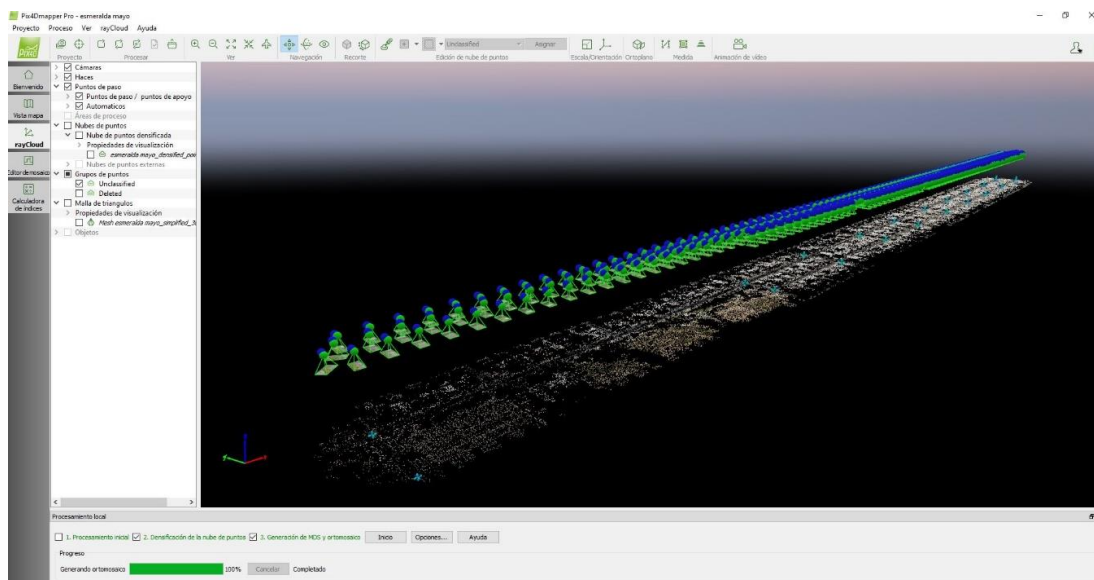 Pix4Dmapper Pro - esmeralda mayo
Proyecto Proceso Ver rayCloud Ayuda
Unclassified Asignar
Proyecto Procesar Ver Navegación Recorte Edición de nube de puntos Escala/Orientación Ortoplano Medida Animación de vídeo
Bienvenido
Vista mapa
rayCloud
Editor de mosaico
Calculadora
de índices
Cámaras
Haces
Puntos de paso
Puntos de paso / puntos de apoyo
Automaticos
Áreas de proceso
Nubes de puntos
Nube de puntos densificada
Propiedades de visualización
esmeralda mayo_densified_poi
Nubes de puntos externas
Grupos de puntos
Unclassified
Deleted
Malla de triangulos
Propiedades de visualización
Mesh esmeralda mayo_simplified_3
Objetos
Procesamiento local
1. Procesamiento inicial 2. Densificación de la nube de puntos 3. Generación de MDS y ortomosaico Inicio Opciones... Ayuda
Progreso
Generando ortomosaico 100% Cancelar Completado